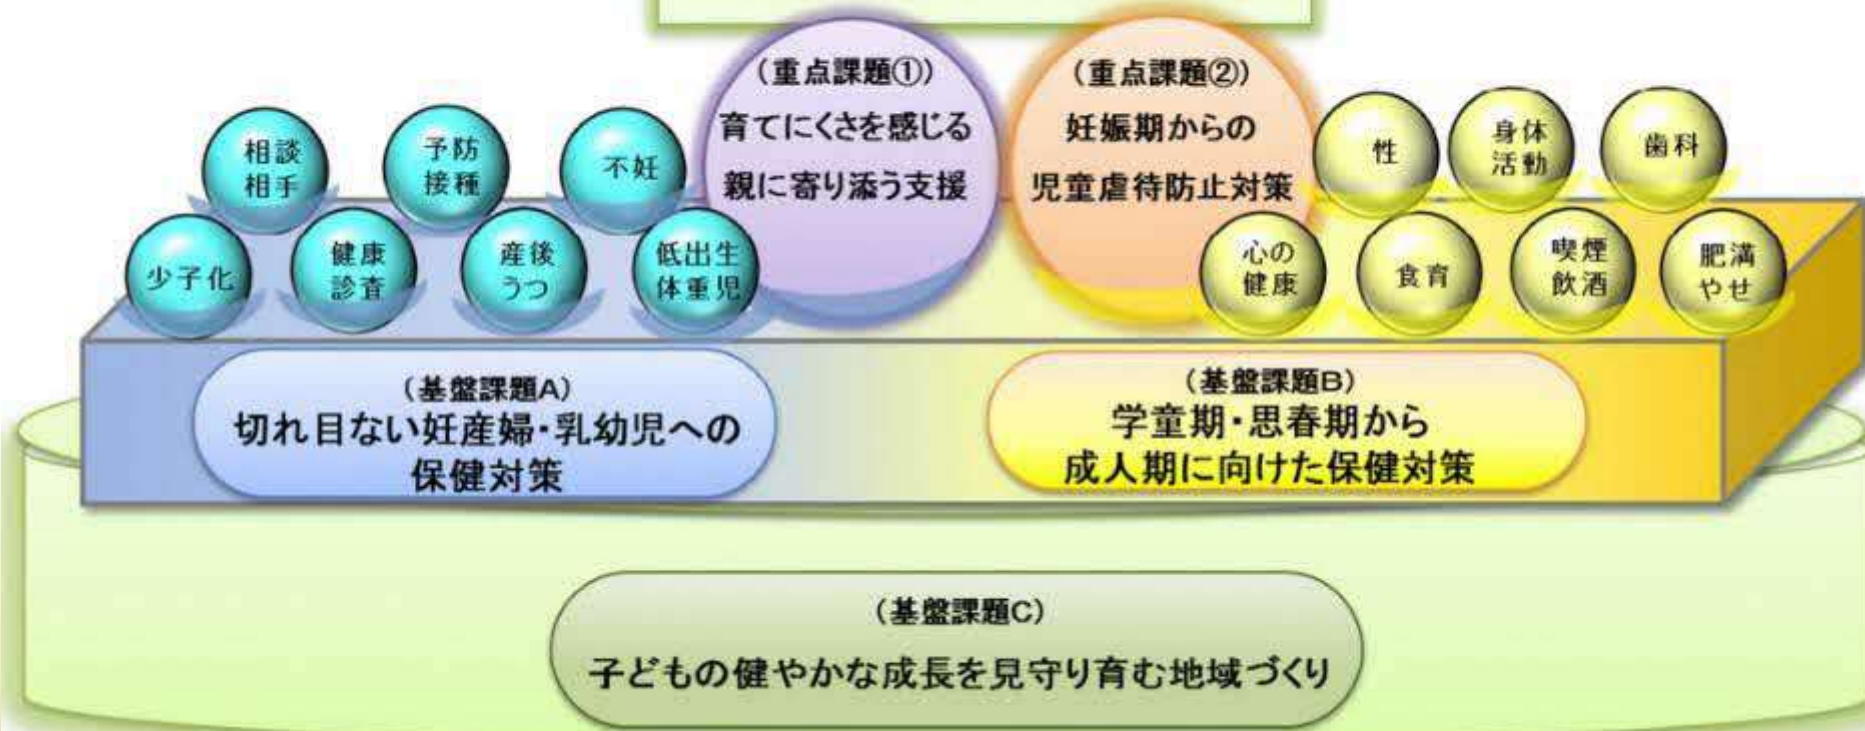 (重点課題①)
育てにくさを感じる
親に寄り添う支援
(重点課題②)
妊娠期からの
児童虐待防止対策
相談
相手
予防
接種
不妊
少子化
健康
診査
産後
うつ
低出生
体重児
性
身体
活動
歯科
心の
健康
食育
喫煙
飲酒
肥満
やせ
(基盤課題A)
切れ目ない妊産婦・乳幼児への
保健対策
(基盤課題B)
学童期・思春期から
成人期に向けた保健対策
(基盤課題C)
子どもの健やかな成長を見守り育む地域づくり